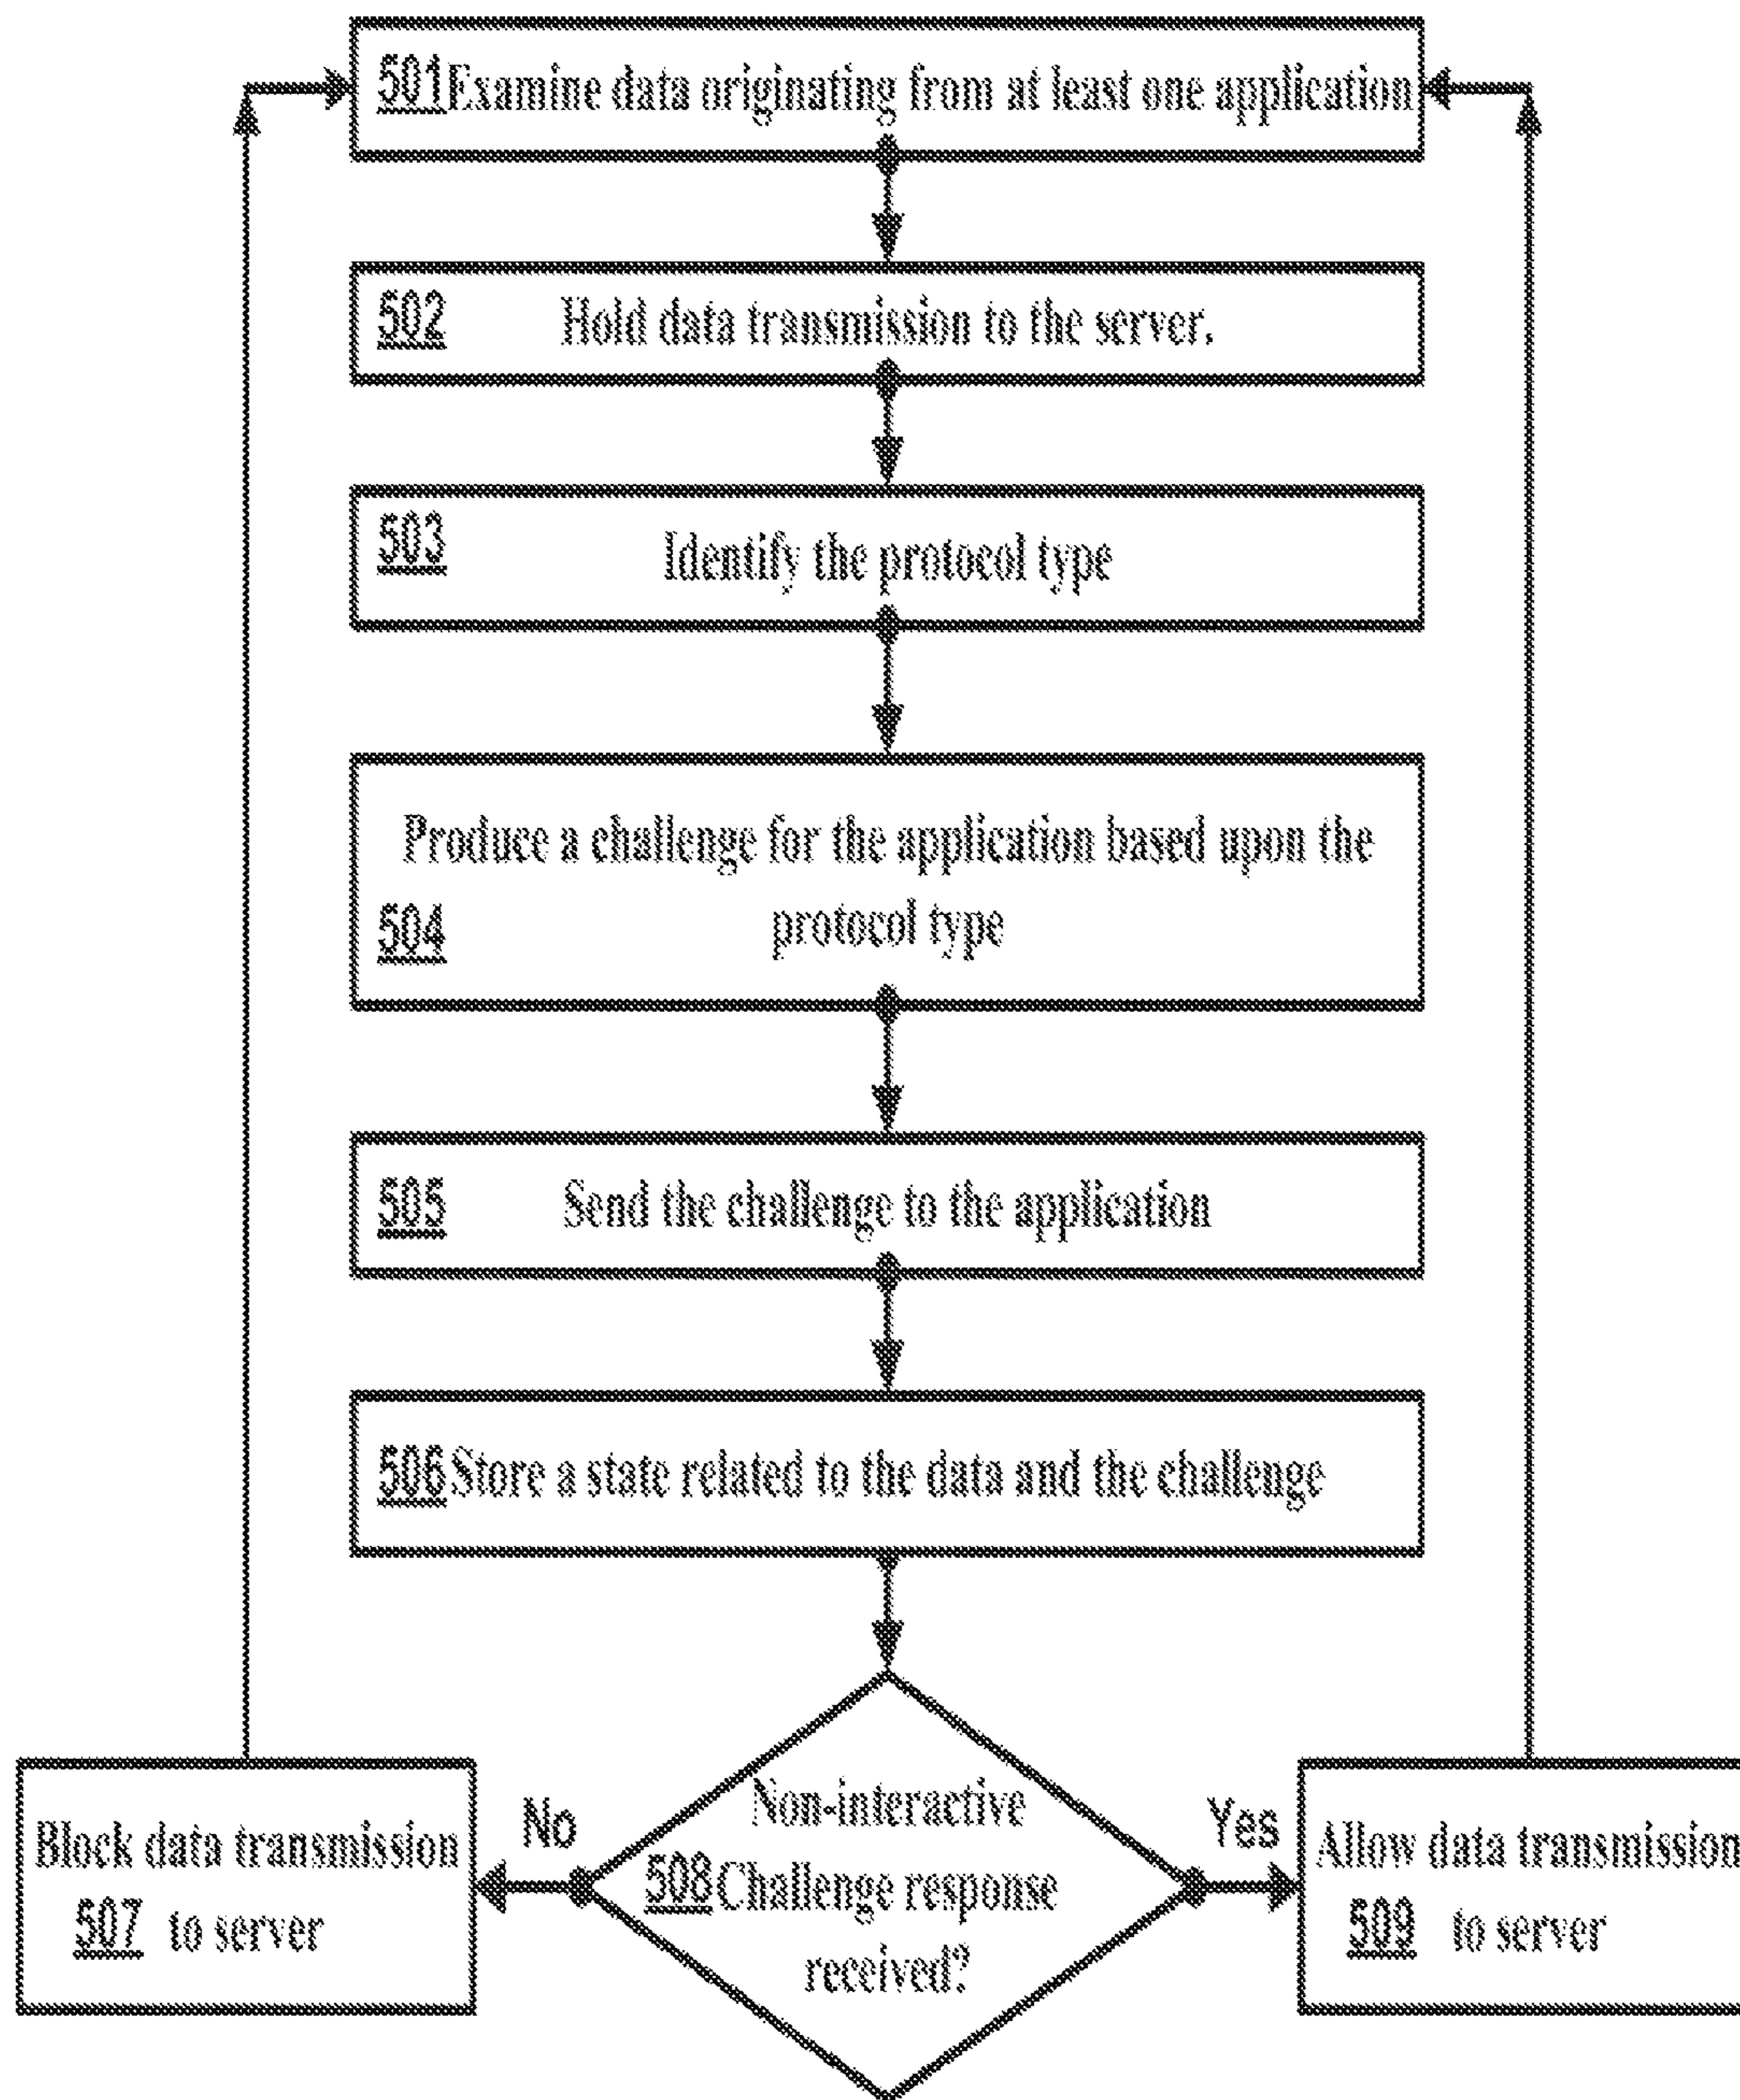 501 Examine data originating from at least one application
502 Hold data transmission to the server.
503 Identify the protocol type
Produce a challenge for the application based upon the
504 protocol type
505 Send the challenge to the application
506 Store a state related to the data and the challenge
Non-interactive
508 Challenge response
received?
No
Block data transmission
507 to server
Yes
Allow data transmission
509 to server